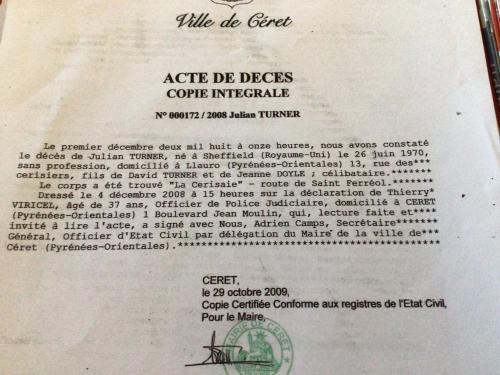 Ville de Céret
ACTE DE DECES
COPIE INTEGRALE
N° 000172 / 2008 Julian TURNER
Le premier décembre deux mil huit à onze heures, nous avons constaté
le décès de Julian TURNER, né à Sheffield (Royaume-Uni) le 26 juin 1970,
sans profession, domicilié à Llauro (Pyrénées-Orientales) 13, rue des***
cerisiers, fils de David TURNER et de Jeanne DOYLE ; célibataire.*******
Le corps a été trouvé "La Cerisaie" - route de Saint Ferréol.
Dressé le 4 décembre 2008 à 15 heures sur la déclaration de Thierry*
VIRICEL, âgé de 37 ans, Officier de Police Judiciaire, domicilié à CERET
(Pyrénées-Orientales) 1 Boulevard Jean Moulin, qui, lecture faite et****
invité à lire l'acte, a signé avec Nous, Adrien Camps, Secrétaire*******
Général, Officier d'Etat Civil par délégation du Maire de la ville de***
Céret (Pyrénées-Orientales).********************************************
CERET,
le 29 octobre 2009,
Copie Certifiée Conforme aux registres de l'Etat Civil,
Pour le Maire,
MAIRIE DE CERET